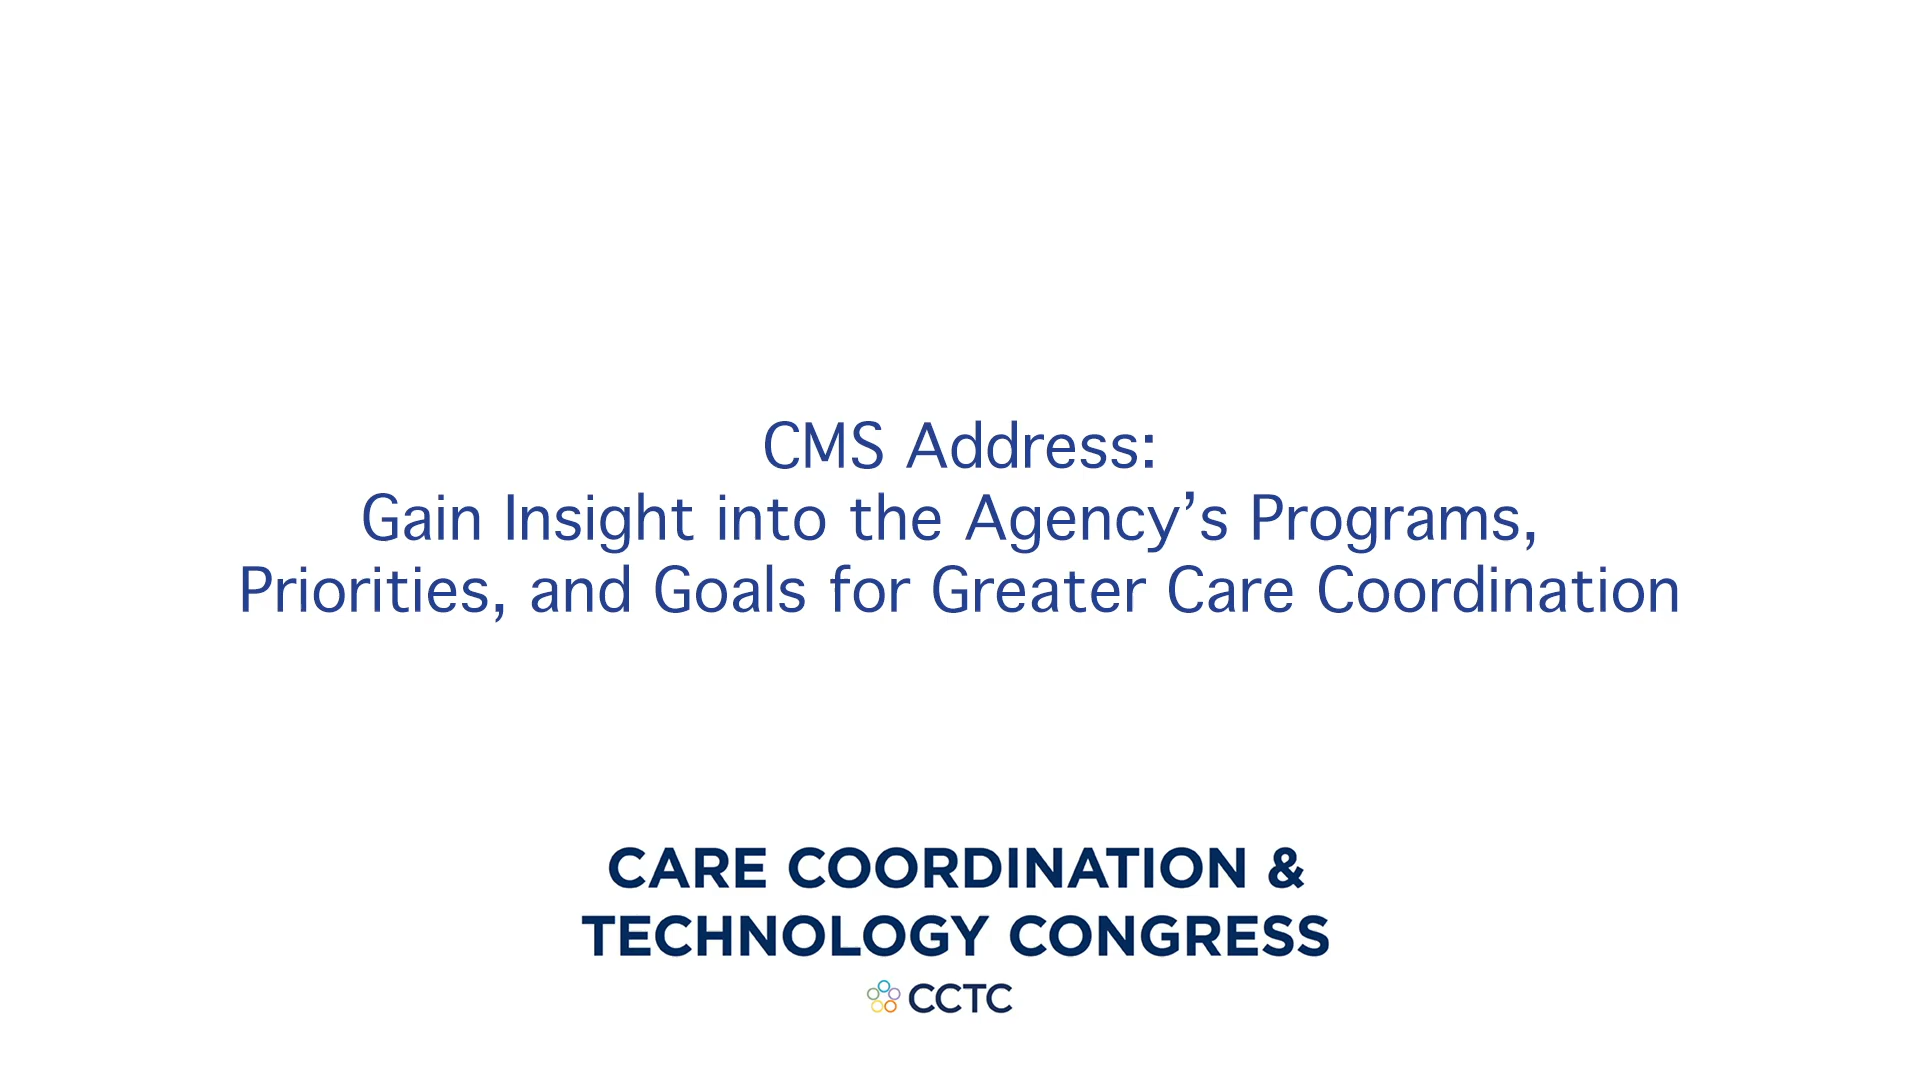 CMS Address:
Gain Insight into the Agency’s Programs,
Priorities, and Goals for Greater Care Coordination
CARE COORDINATION &
TECHNOLOGY CONGRESS
CCTC